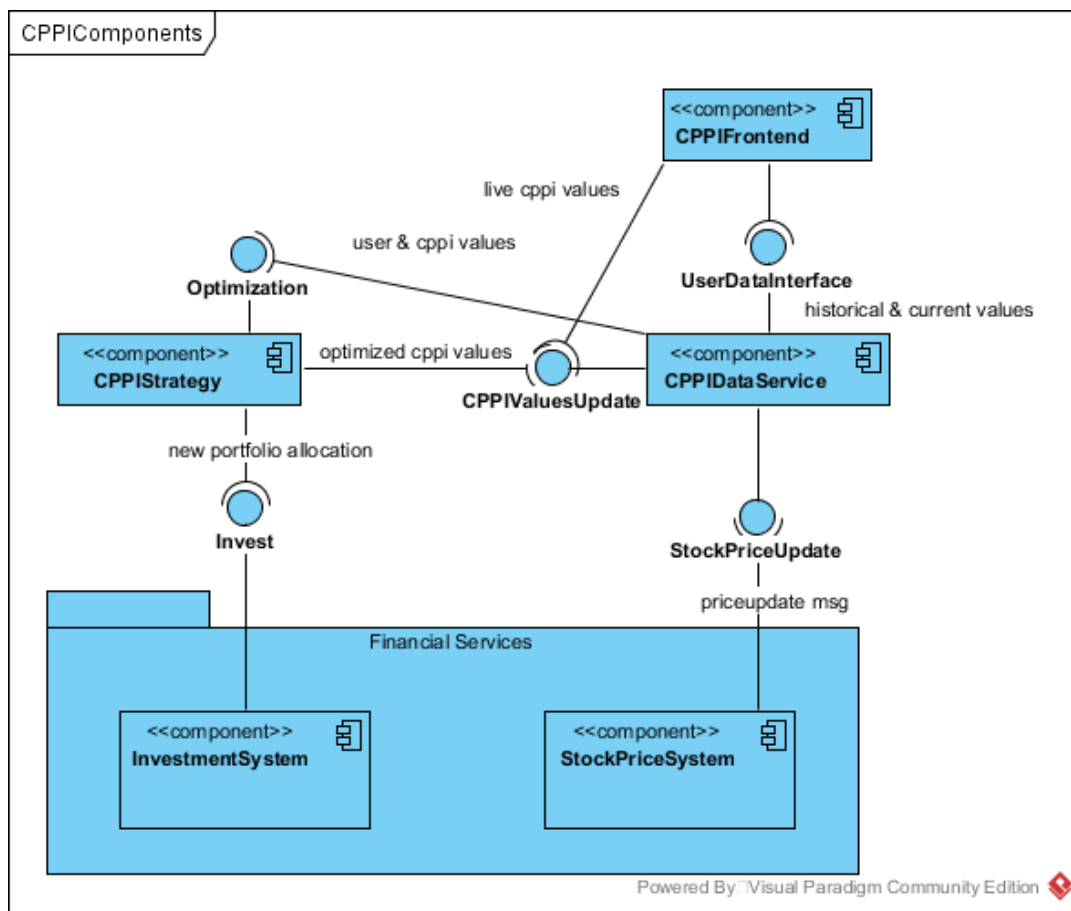 CPPIComponents
<<component>>
CPPIFrontend
live cppi values
user & cppi values
Optimization
UserDataInterface
historical & current values
<<component>>
CPPIStrategy
optimized cppi values
CPPIValuesUpdate
<<component>>
CPPIDataService
new portfolio allocation
Invest
StockPriceUpdate
priceupdate msg
Financial Services
<<component>>
InvestmentSystem
<<component>>
StockPriceSystem
Powered By Visual Paradigm Community Edition